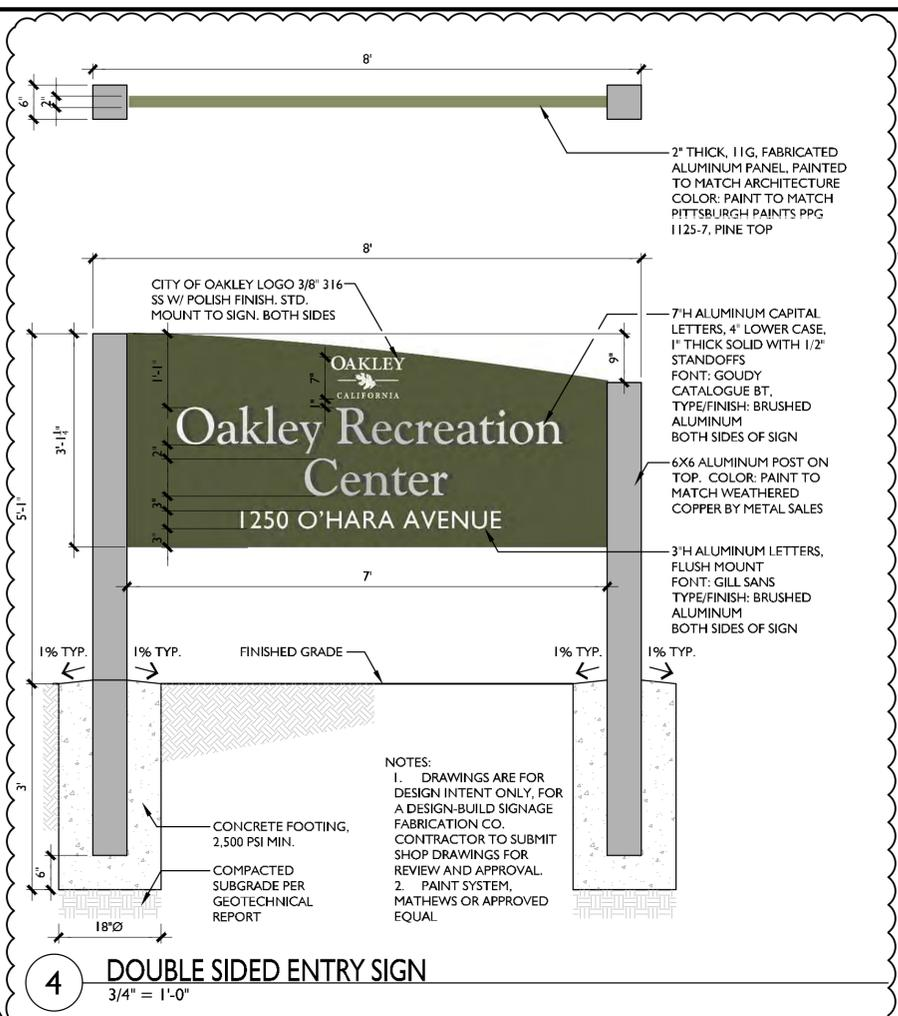 8'
6"
2"
2" THICK, 11G, FABRICATED
ALUMINUM PANEL, PAINTED
TO MATCH ARCHITECTURE
COLOR: PAINT TO MATCH
PITTSBURGH PAINTS PPG
1125-7, PINE TOP
8'
CITY OF OAKLEY LOGO 3/8" 316
SS W/ POLISH FINISH. STD.
MOUNT TO SIGN. BOTH SIDES
7"H ALUMINUM CAPITAL
LETTERS, 4" LOWER CASE,
1" THICK SOLID WITH 1/2"
STANDOFFS
FONT: GOUDY
CATALOGUE BT,
TYPE/FINISH: BRUSHED
ALUMINUM
BOTH SIDES OF SIGN
9"
1'-1"
7"
1"
OAKLEY
CALIFORNIA
Oakley Recreation
Center
1250 O'HARA AVENUE
2"
3"
3"
3'-1¼"
5'-1"
6X6 ALUMINUM POST ON
TOP. COLOR: PAINT TO
MATCH WEATHERED
COPPER BY METAL SALES
3"H ALUMINUM LETTERS,
FLUSH MOUNT
FONT: GILL SANS
TYPE/FINISH: BRUSHED
ALUMINUM
BOTH SIDES OF SIGN
7'
1% TYP. 1% TYP. FINISHED GRADE 1% TYP. 1% TYP.
3'
6"
CONCRETE FOOTING,
2,500 PSI MIN.
COMPACTED
SUBGRADE PER
GEOTECHNICAL
REPORT
18"Ø
NOTES:
1. DRAWINGS ARE FOR
DESIGN INTENT ONLY, FOR
A DESIGN-BUILD SIGNAGE
FABRICATION CO.
CONTRACTOR TO SUBMIT
SHOP DRAWINGS FOR
REVIEW AND APPROVAL.
2. PAINT SYSTEM,
MATHEWS OR APPROVED
EQUAL
4 DOUBLE SIDED ENTRY SIGN
3/4" = 1'-0"